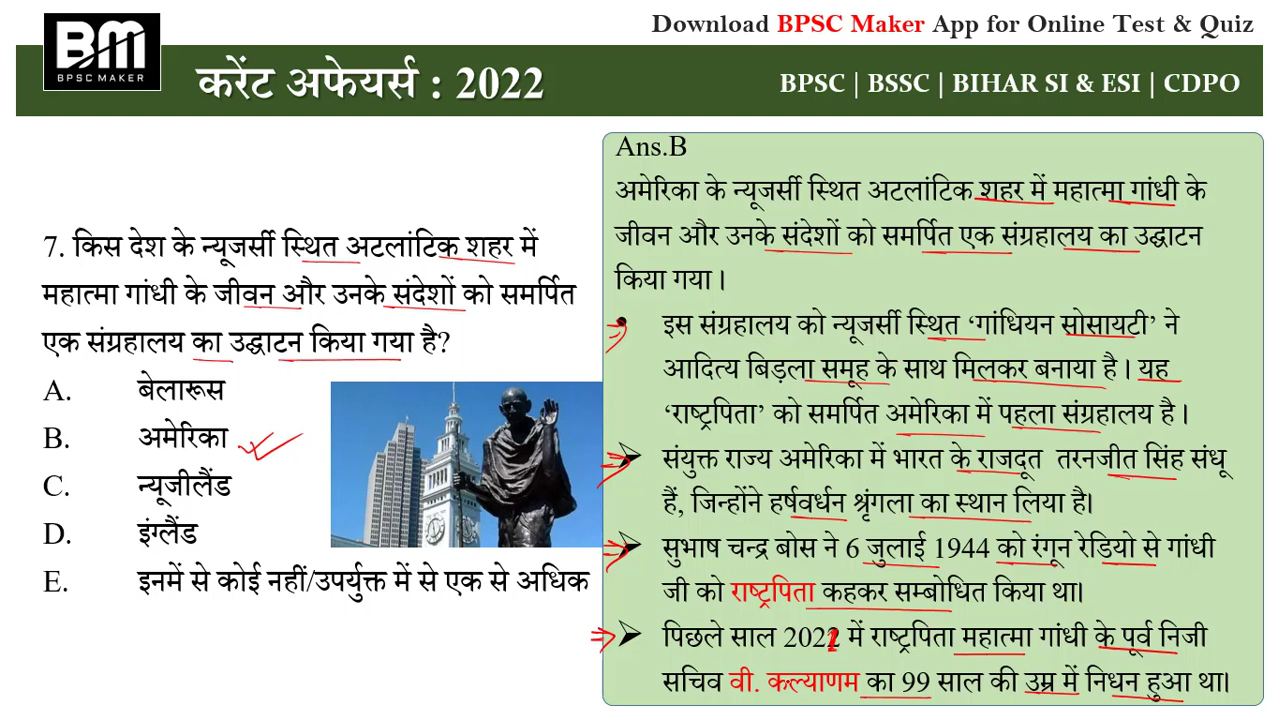 Download BPSC Maker App for Online Test & Quiz
BM
BPSC MAKER
करेंट अफेयर्स : 2022
BPSC | BSSC | BIHAR SI & ESI | CDPO
7. किस देश के न्यूजर्सी स्थित अटलांटिक शहर में
महात्मा गांधी के जीवन और उनके संदेशों को समर्पित
एक संग्रहालय का उद्घाटन किया गया है?
A. बेलारूस
B. अमेरिका
C. न्यूजीलैंड
D. इंग्लैंड
E. इनमें से कोई नहीं/उपर्युक्त में से एक से अधिक
Ans.B
अमेरिका के न्यूजर्सी स्थित अटलांटिक शहर में महात्मा गांधी के
जीवन और उनके संदेशों को समर्पित एक संग्रहालय का उद्घाटन
किया गया।
इस संग्रहालय को न्यूजर्सी स्थित ‘गांधियन सोसायटी’ ने
आदित्य बिड़ला समूह के साथ मिलकर बनाया है। यह
‘राष्ट्रपिता’ को समर्पित अमेरिका में पहला संग्रहालय है।
संयुक्त राज्य अमेरिका में भारत के राजदूत तरनजीत सिंह संधू
हैं, जिन्होंने हर्षवर्धन श्रृंगला का स्थान लिया है।
सुभाष चन्द्र बोस ने 6 जुलाई 1944 को रंगून रेडियो से गांधी
जी को राष्ट्रपिता कहकर सम्बोधित किया था।
पिछले साल 2021 में राष्ट्रपिता महात्मा गांधी के पूर्व निजी
सचिव वी. कल्याणम का 99 साल की उम्र में निधन हुआ था।